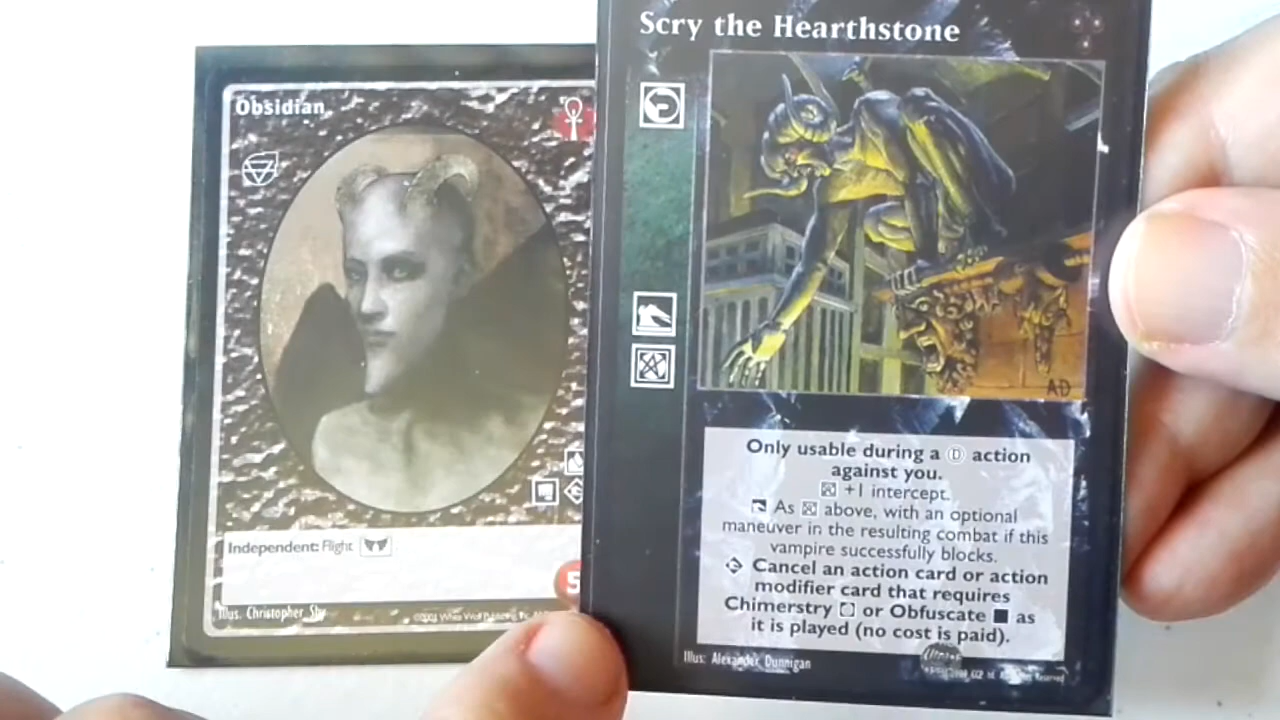 Obsidian
Independent: Flight
5
Illus. Christopher Shy
Scry the Hearthstone
AD
Only usable during a D action
against you.
+1 intercept.
As above, with an optional
maneuver in the resulting combat if this
vampire successfully blocks.
Cancel an action card or action
modifier card that requires
Chimerstry or Obfuscate as
it is played (no cost is paid).
Illus: Alexander Dunnigan